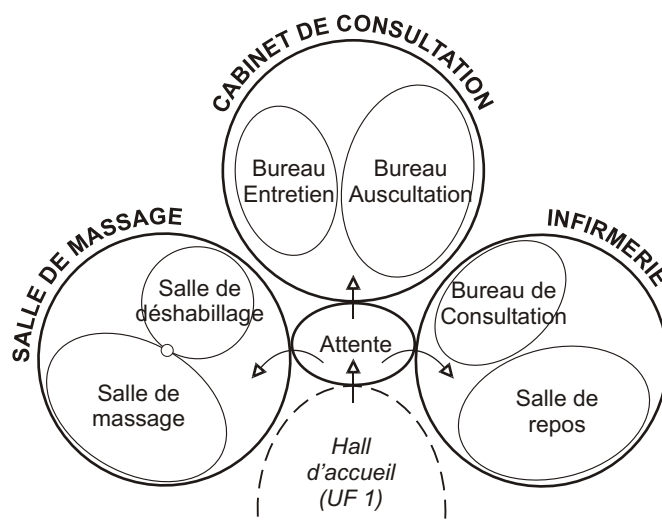 CABINET DE CONSULTATION
Bureau
Entretien
Bureau
Auscultation
SALLE DE MASSAGE
Salle de
déshabillage
Salle de
massage
Attente
INFIRMERIE
Bureau de
Consultation
Salle de
repos
Hall
d'accueil
(UF 1)